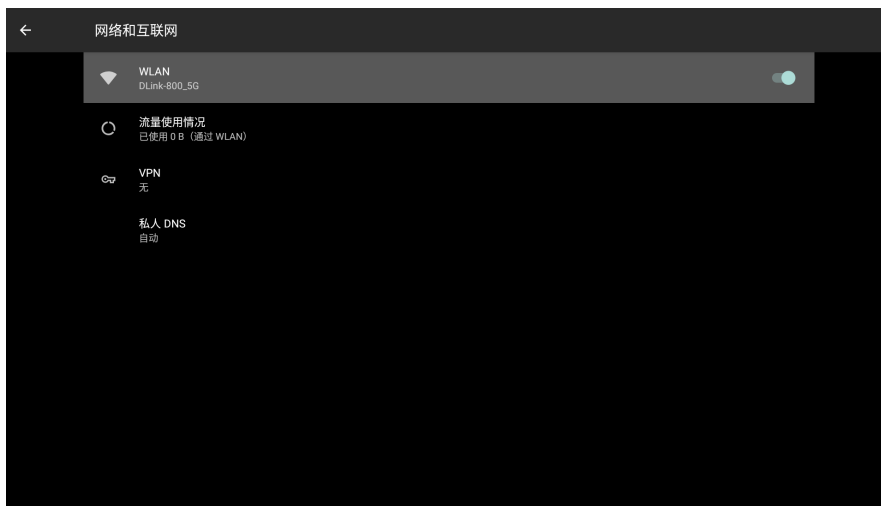 网络和互联网
WLAN
DLink-800_5G
流量使用情况
已使用 0 B（通过 WLAN）
VPN
无
私人 DNS
自动